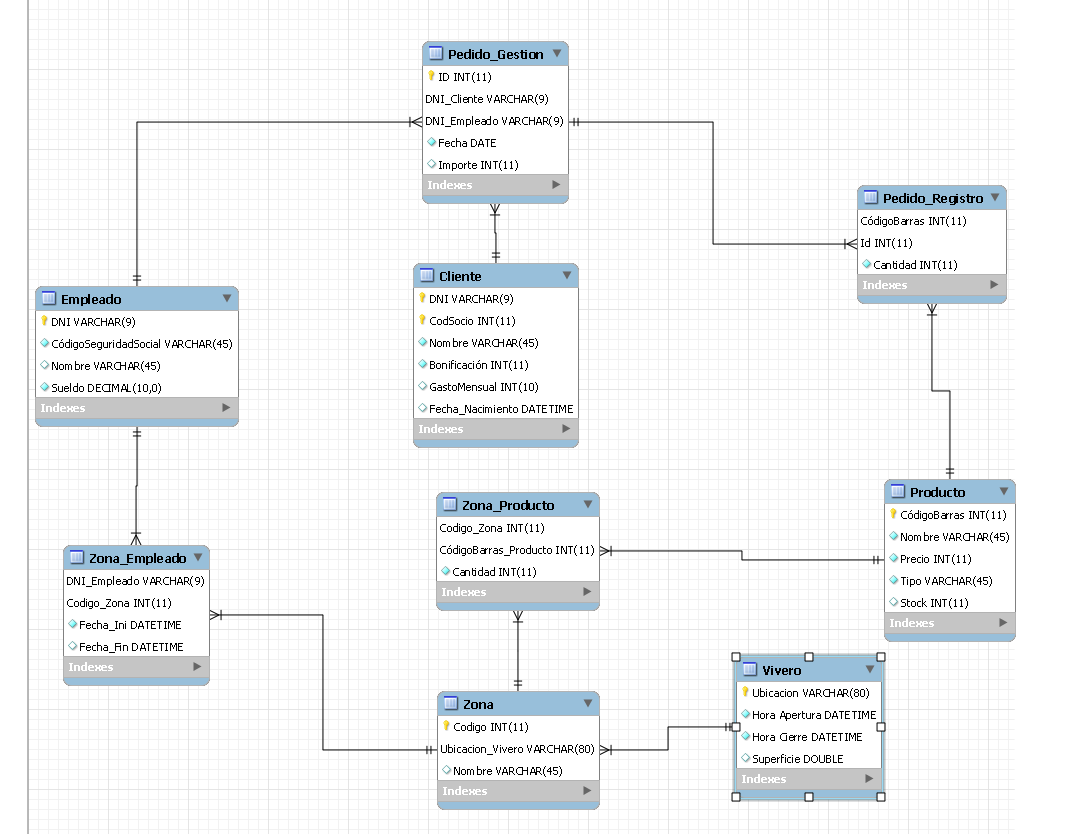 Pedido_Gestion
ID INT(11)
DNI_Cliente VARCHAR(9)
DNI_Empleado VARCHAR(9)
Fecha DATE
Importe INT(11)
Indexes
Pedido_Registro
CódigoBarras INT(11)
Id INT(11)
Cantidad INT(11)
Indexes
Cliente
DNI VARCHAR(9)
CodSocio INT(11)
Nombre VARCHAR(45)
Bonificación INT(11)
GastoMensual INT(10)
Fecha_Nacimiento DATETIME
Indexes
Empleado
DNI VARCHAR(9)
CódigoSeguridadSocial VARCHAR(45)
Nombre VARCHAR(45)
Sueldo DECIMAL(10,0)
Indexes
Producto
CódigoBarras INT(11)
Nombre VARCHAR(45)
Precio INT(11)
Tipo VARCHAR(45)
Stock INT(11)
Indexes
Zona_Producto
Codigo_Zona INT(11)
CódigoBarras_Producto INT(11)
Cantidad INT(11)
Indexes
Zona_Empleado
DNI_Empleado VARCHAR(9)
Codigo_Zona INT(11)
Fecha_Ini DATETIME
Fecha_Fin DATETIME
Indexes
Vivero
Ubicacion VARCHAR(80)
Hora Apertura DATETIME
Hora Cierre DATETIME
Superficie DOUBLE
Indexes
Zona
Codigo INT(11)
Ubicacion_Vivero VARCHAR(80)
Nombre VARCHAR(45)
Indexes